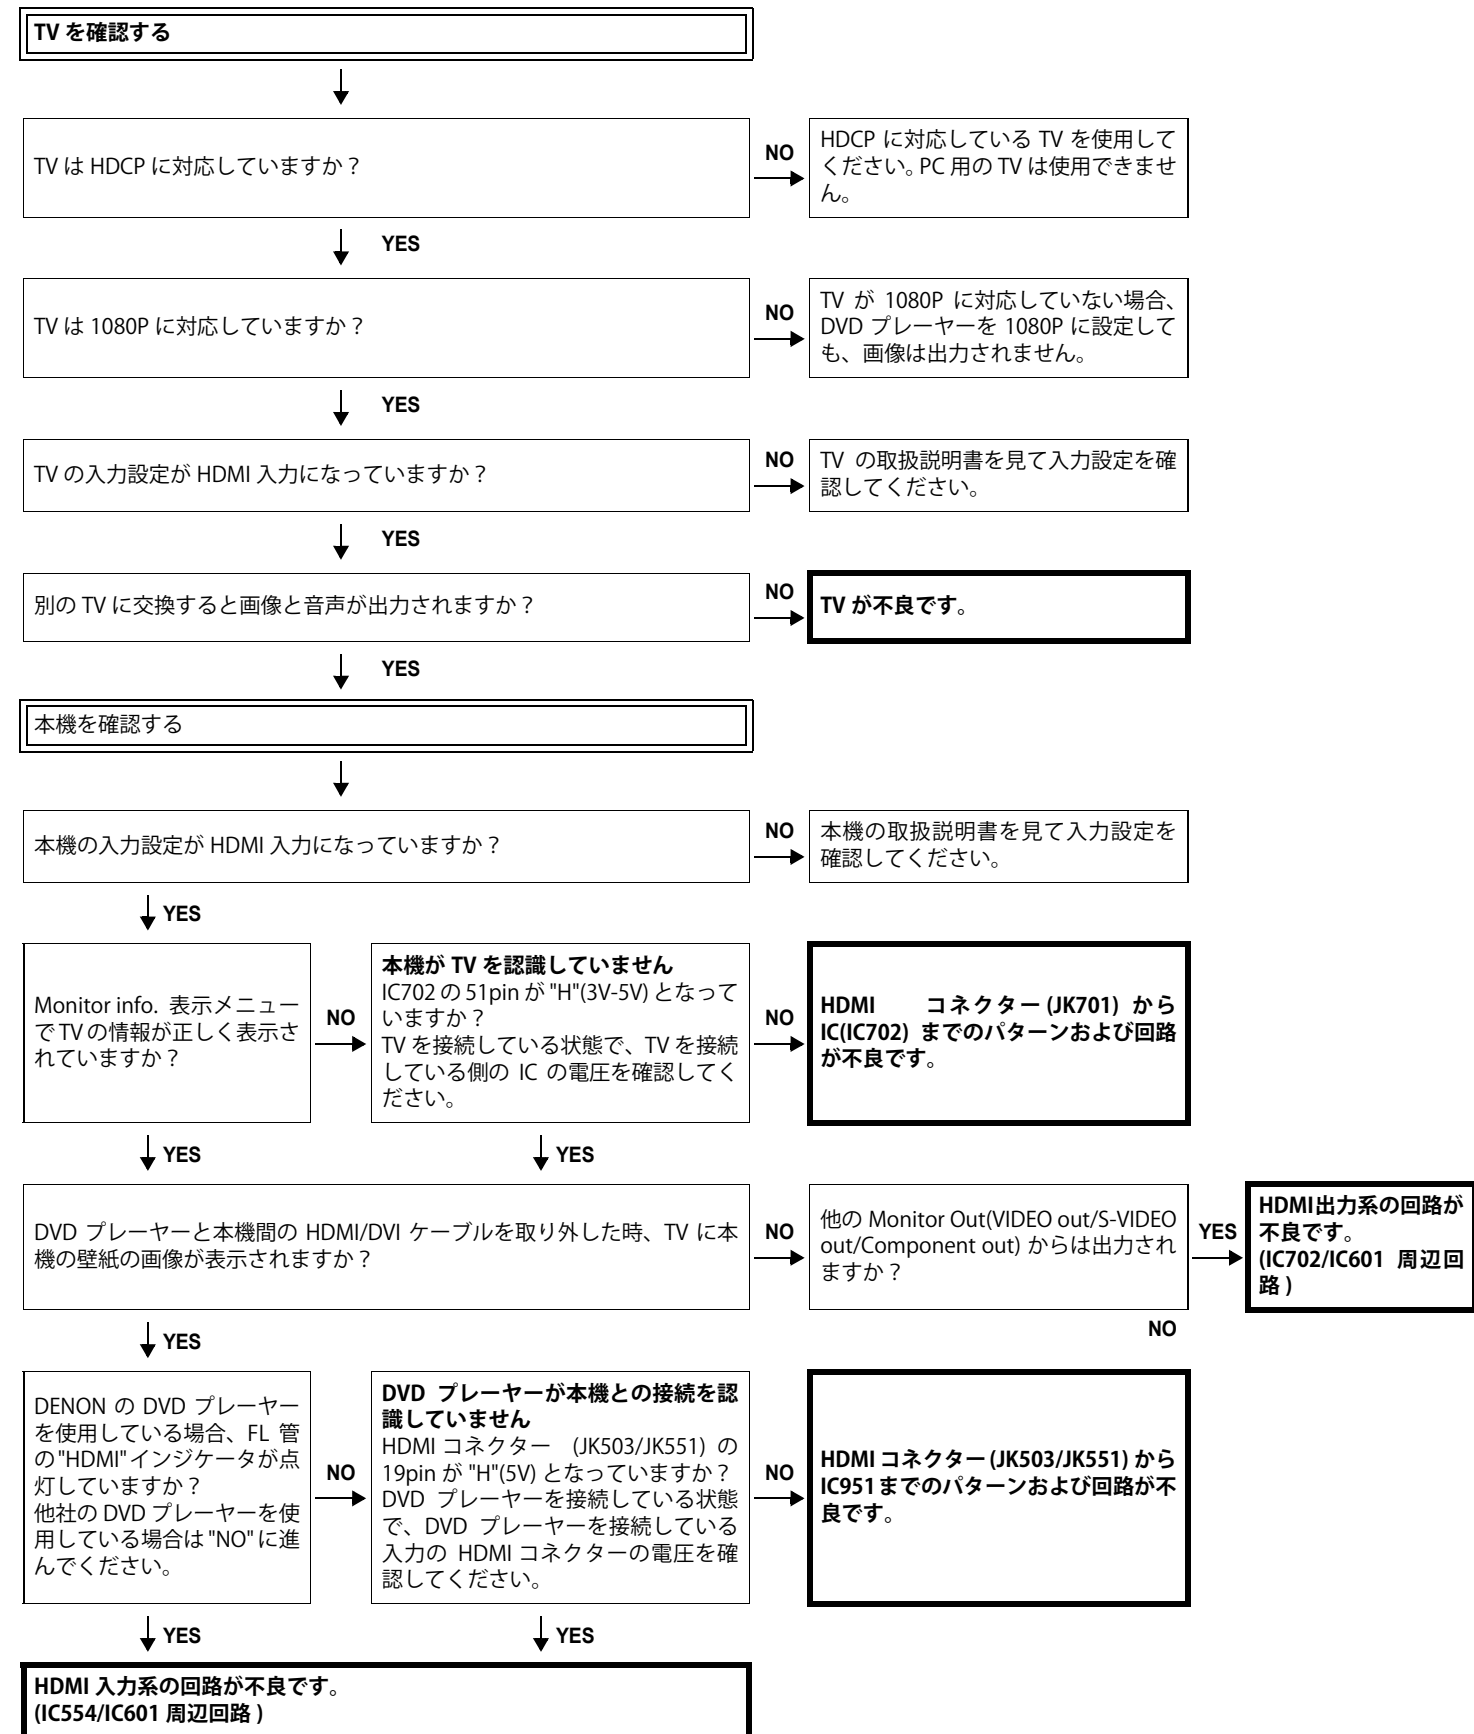 TV を確認する
TV は HDCP に対応していますか？
NO
HDCP に対応している TV を使用して
ください。PC 用の TV は使用できませ
ん。
YES
TV は 1080P に対応していますか？
NO
TV が 1080P に対応していない場合、
DVD プレーヤーを 1080P に設定して
も、画像は出力されません。
YES
TV の入力設定が HDMI 入力になっていますか？
NO
TV の取扱説明書を見て入力設定を確
認してください。
YES
別の TV に交換すると画像と音声が出力されますか？
NO
TV が不良です。
YES
本機を確認する
本機の入力設定が HDMI 入力になっていますか？
NO
本機の取扱説明書を見て入力設定を
確認してください。
YES
Monitor info. 表示メニュー
で TV の情報が正しく表示さ
れていますか？
NO
本機が TV を認識していません
IC702 の 51pin が "H"(3V-5V) となって
いますか？
TV を接続している状態で、TV を接続
している側の IC の電圧を確認してく
ださい。
NO
HDMI コネクター (JK701) から
IC(IC702) までのパターンおよび回路
が不良です。
YES
YES
DVD プレーヤーと本機間の HDMI/DVI ケーブルを取り外した時、TV に本
機の壁紙の画像が表示されますか？
NO
他の Monitor Out(VIDEO out/S-VIDEO
out/Component out) からは出力され
ますか？
YES
HDMI出力系の回路が
不良です。
(IC702/IC601 周辺回
路 )
NO
YES
DENON の DVD プレーヤー
を使用している場合、FL 管
の "HDMI" インジケータが点
灯していますか？
他社の DVD プレーヤーを使
用している場合は "NO" に進
んでください。
NO
DVD プレーヤーが本機との接続を認
識していません
HDMI コネクター (JK503/JK551) の
19pin が "H"(5V) となっていますか？
DVD プレーヤーを接続している状態
で、DVD プレーヤーを接続している
入力の HDMI コネクターの電圧を確
認してください。
NO
HDMI コネクター (JK503/JK551) から
IC951 までのパターンおよび回路が不
良です。
YES
YES
HDMI 入力系の回路が不良です。
(IC554/IC601 周辺回路 )